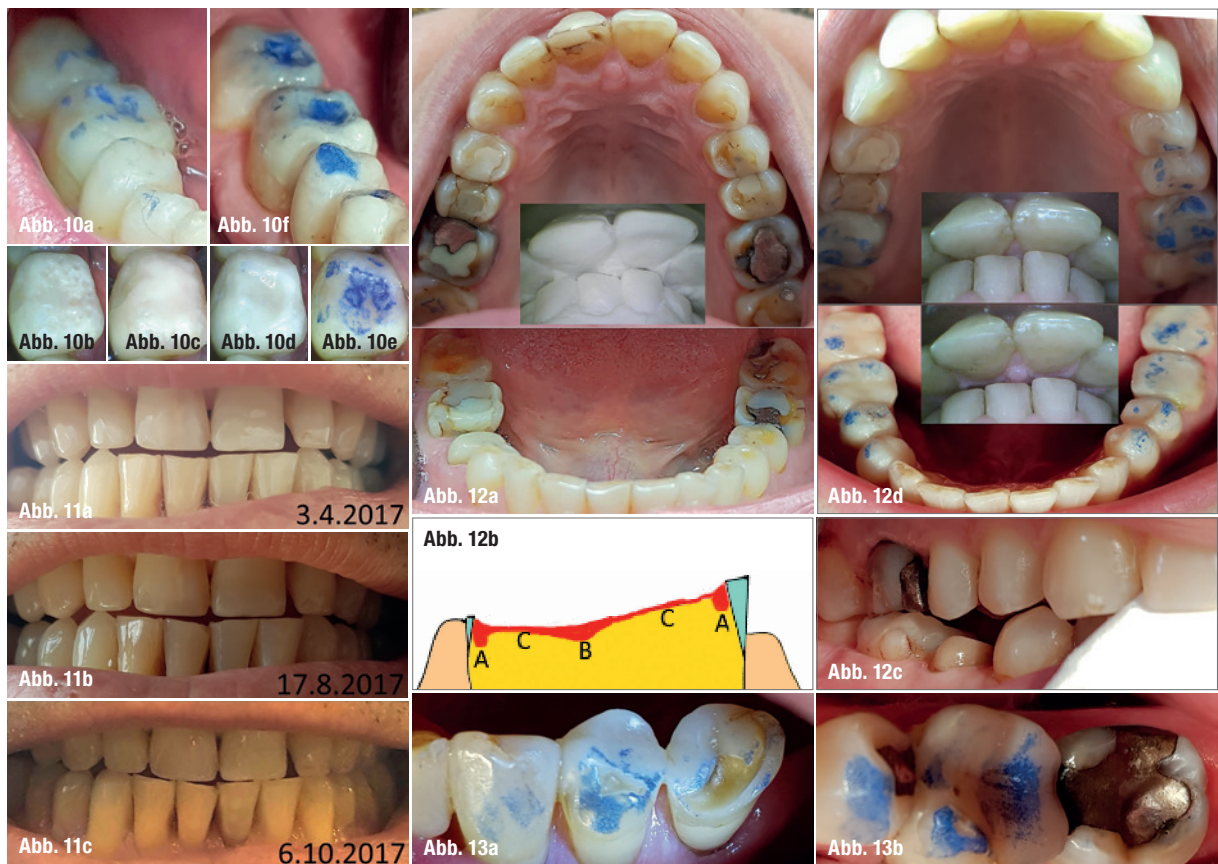 Abb. 10a
Abb. 10f
Abb. 10b
Abb. 10c
Abb. 10d
Abb. 10e
Abb. 11a
3.4.2017
Abb. 11b
17.8.2017
Abb. 11c
6.10.2017
Abb. 12a
Abb. 12b
A
C
B
C
A
Abb. 13a
Abb. 12d
Abb. 12c
Abb. 13b